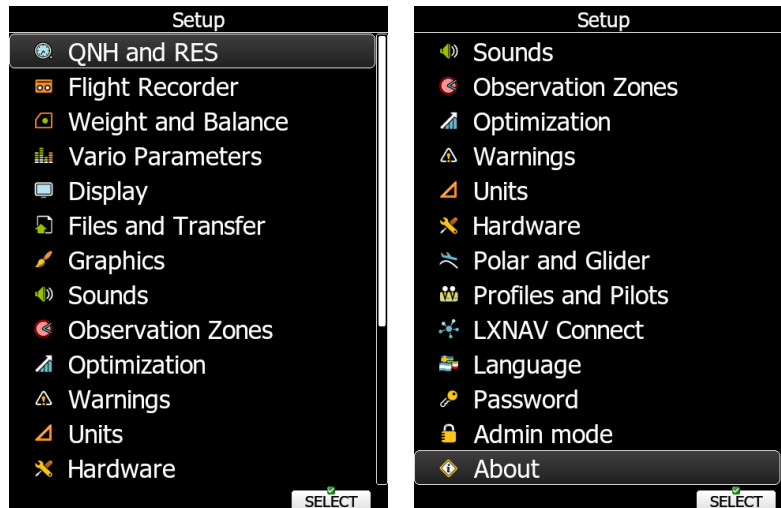 Setup
QNH and RES
Flight Recorder
Weight and Balance
Vario Parameters
Display
Files and Transfer
Graphics
Sounds
Observation Zones
Optimization
Warnings
Units
Hardware
SELECT
Setup
Sounds
Observation Zones
Optimization
Warnings
Units
Hardware
Polar and Glider
Profiles and Pilots
LXNAV Connect
Language
Password
Admin mode
About
SELECT